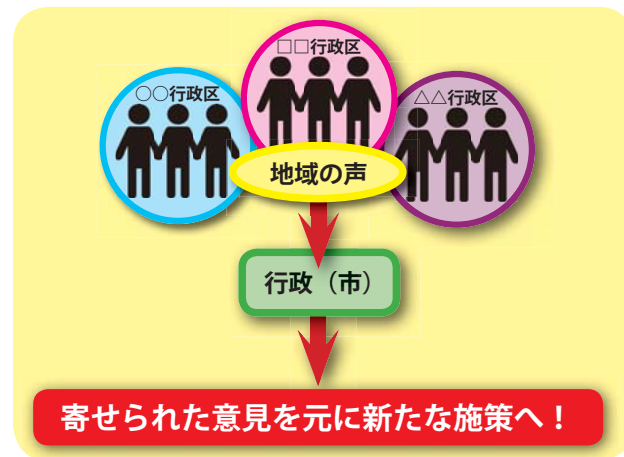 □□行政区
○○行政区
△△行政区
地域の声
行政（市）
寄せられた意見を元に新たな施策へ！